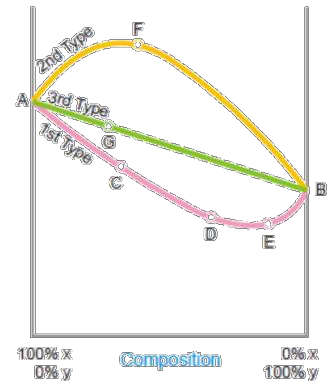 2nd Type
F
A
3rd Type
G
1st Type
C
B
D
E
100% x
0% y
Composition
0% x
100% y